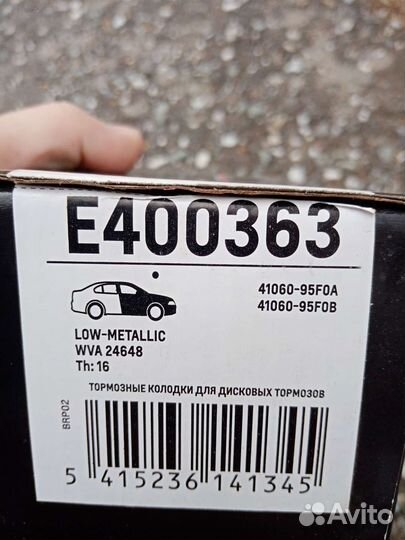 E400363
41060-95F0A
41060-95F0B
LOW-METALLIC
WVA 24648
Th: 16
ТОРМОЗНЫЕ КОЛОДКИ ДЛЯ ДИСКОВЫХ ТОРМОЗОВ
BRP02
5 415236 141345
Avito